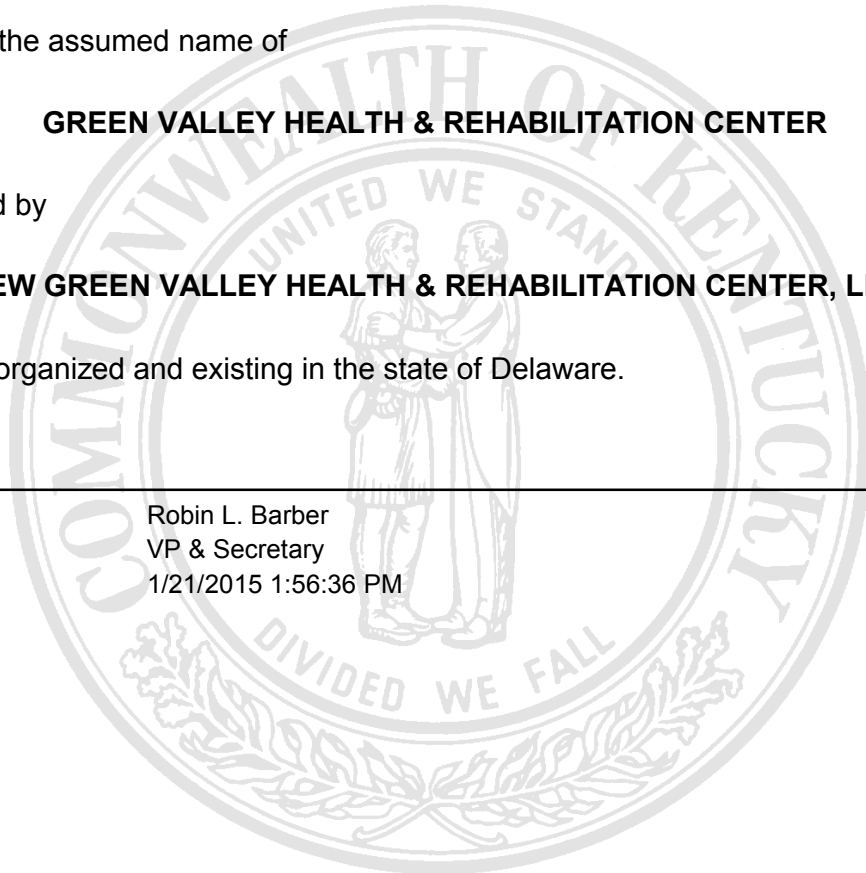 the assumed name of
GREEN VALLEY HEALTH & REHABILITATION CENTER
by
GREEN VALLEY HEALTH & REHABILITATION CENTER,
organized and existing in the state of Delaware.
Robin L. Barber
VP & Secretary
1/21/2015 1:56:36 PM
COMMONWEALTH OF KENTUCKY
UNITED WE STAND
DIVIDED WE FALL